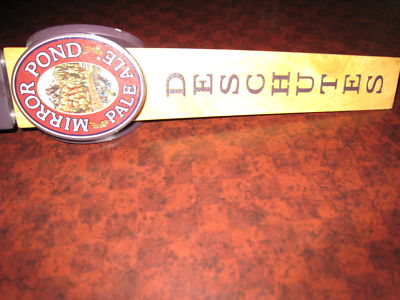 MIRROR POND
PALE ALE
DESCHUTES